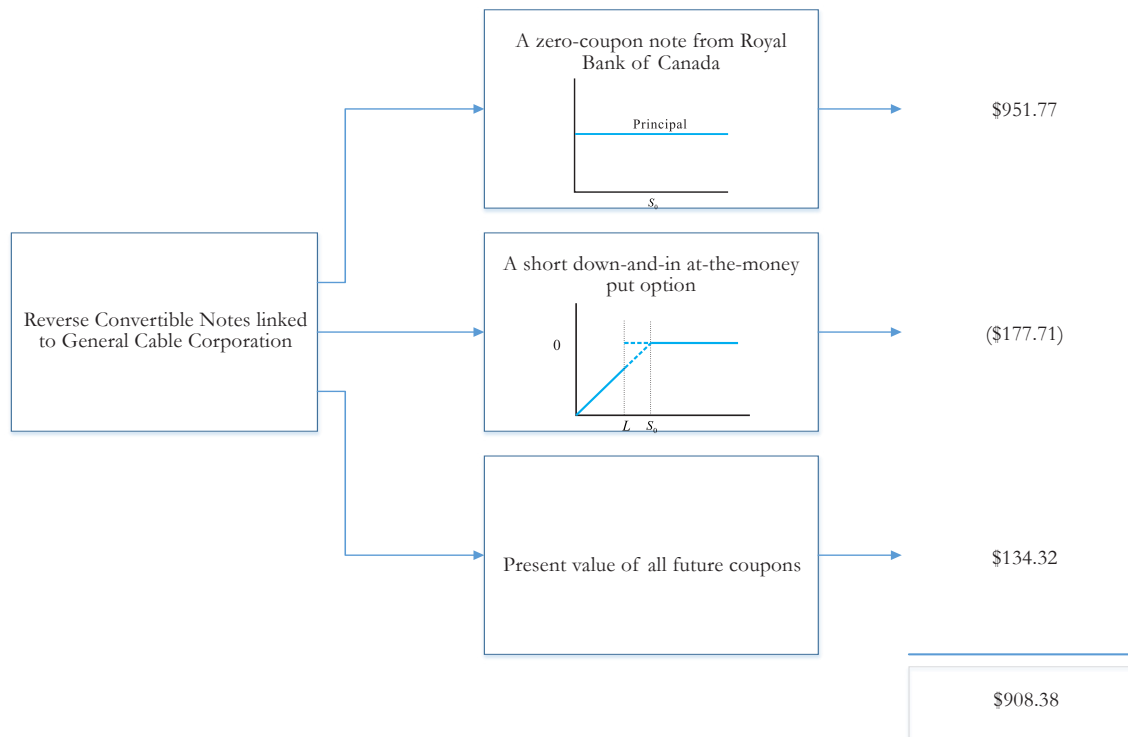 A zero-coupon note from Royal
Bank of Canada
Principal
S₀
$951.77
Reverse Convertible Notes linked
to General Cable Corporation
A short down-and-in at-the-money
put option
0
L
S₀
($177.71)
Present value of all future coupons
$134.32
$908.38